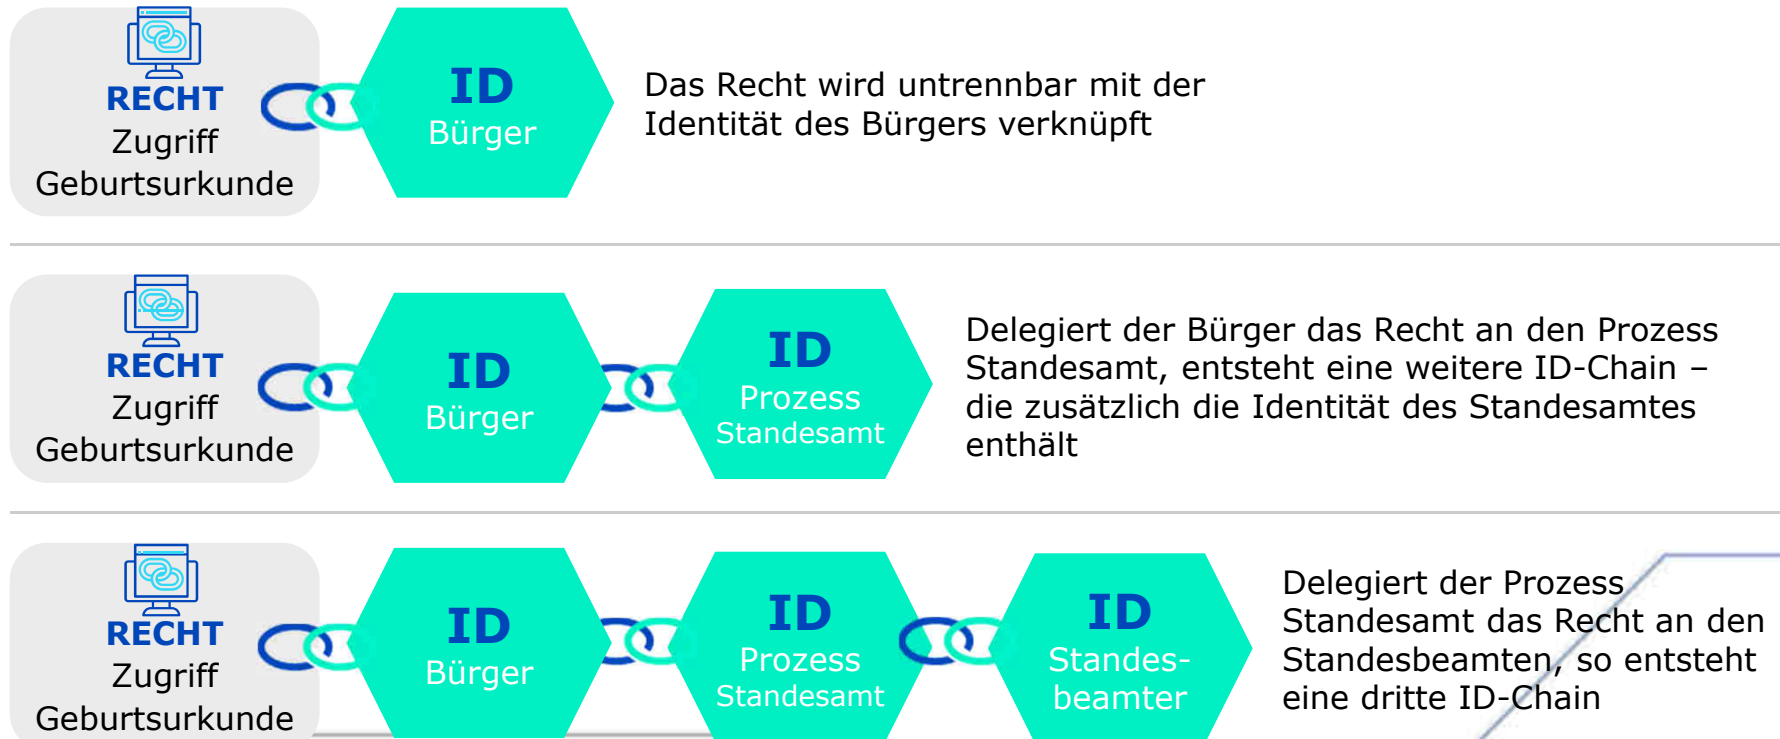 RECHT
Zugriff
Geburtsurkunde
ID
Bürger
Das Recht wird untrennbar mit der
Identität des Bürgers verknüpft
RECHT
Zugriff
Geburtsurkunde
ID
Bürger
ID
Prozess
Standesamt
Delegiert der Bürger das Recht an den Prozess
Standesamt, entsteht eine weitere ID-Chain –
die zusätzlich die Identität des Standesamtes
enthält
RECHT
Zugriff
Geburtsurkunde
ID
Bürger
ID
Prozess
Standesamt
ID
Standes-
beamter
Delegiert der Prozess
Standesamt das Recht an den
Standesbeamten, so entsteht
eine dritte ID-Chain